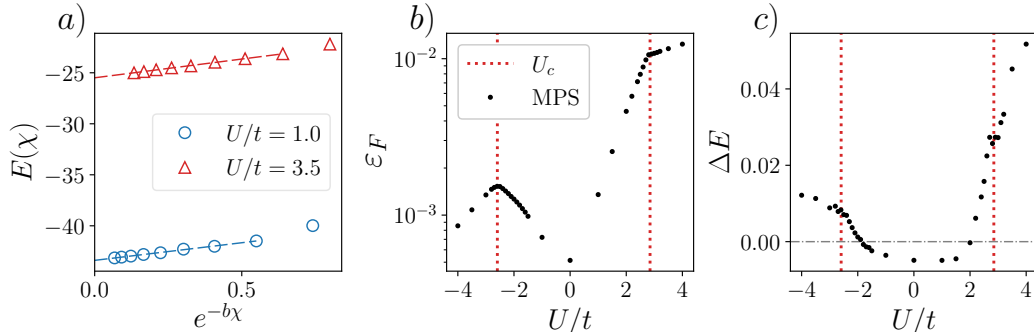 a)
E(χ)
−25
−30
−35
−40
U/t = 1.0
U/t = 3.5
0.0
0.5
e^{−bχ}
b)
ε_F
10^{−2}
10^{−3}
U_c
MPS
−4
−2
0
2
4
U/t
c)
ΔE
0.04
0.02
0.00
−4
−2
0
2
4
U/t